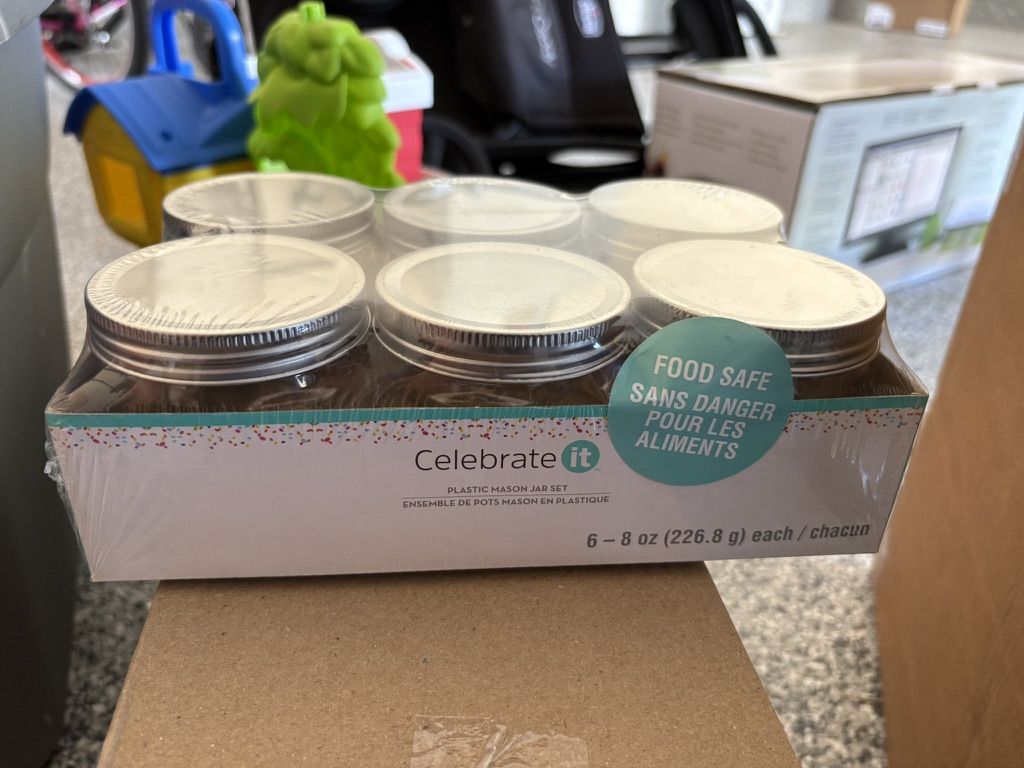 FOOD SAFE
SANS DANGER
POUR LES
ALIMENTS
Celebrate it™
PLASTIC MASON JAR SET
ENSEMBLE DE POTS MASON EN PLASTIQUE
6 – 8 oz (226.8 g) each / chacun